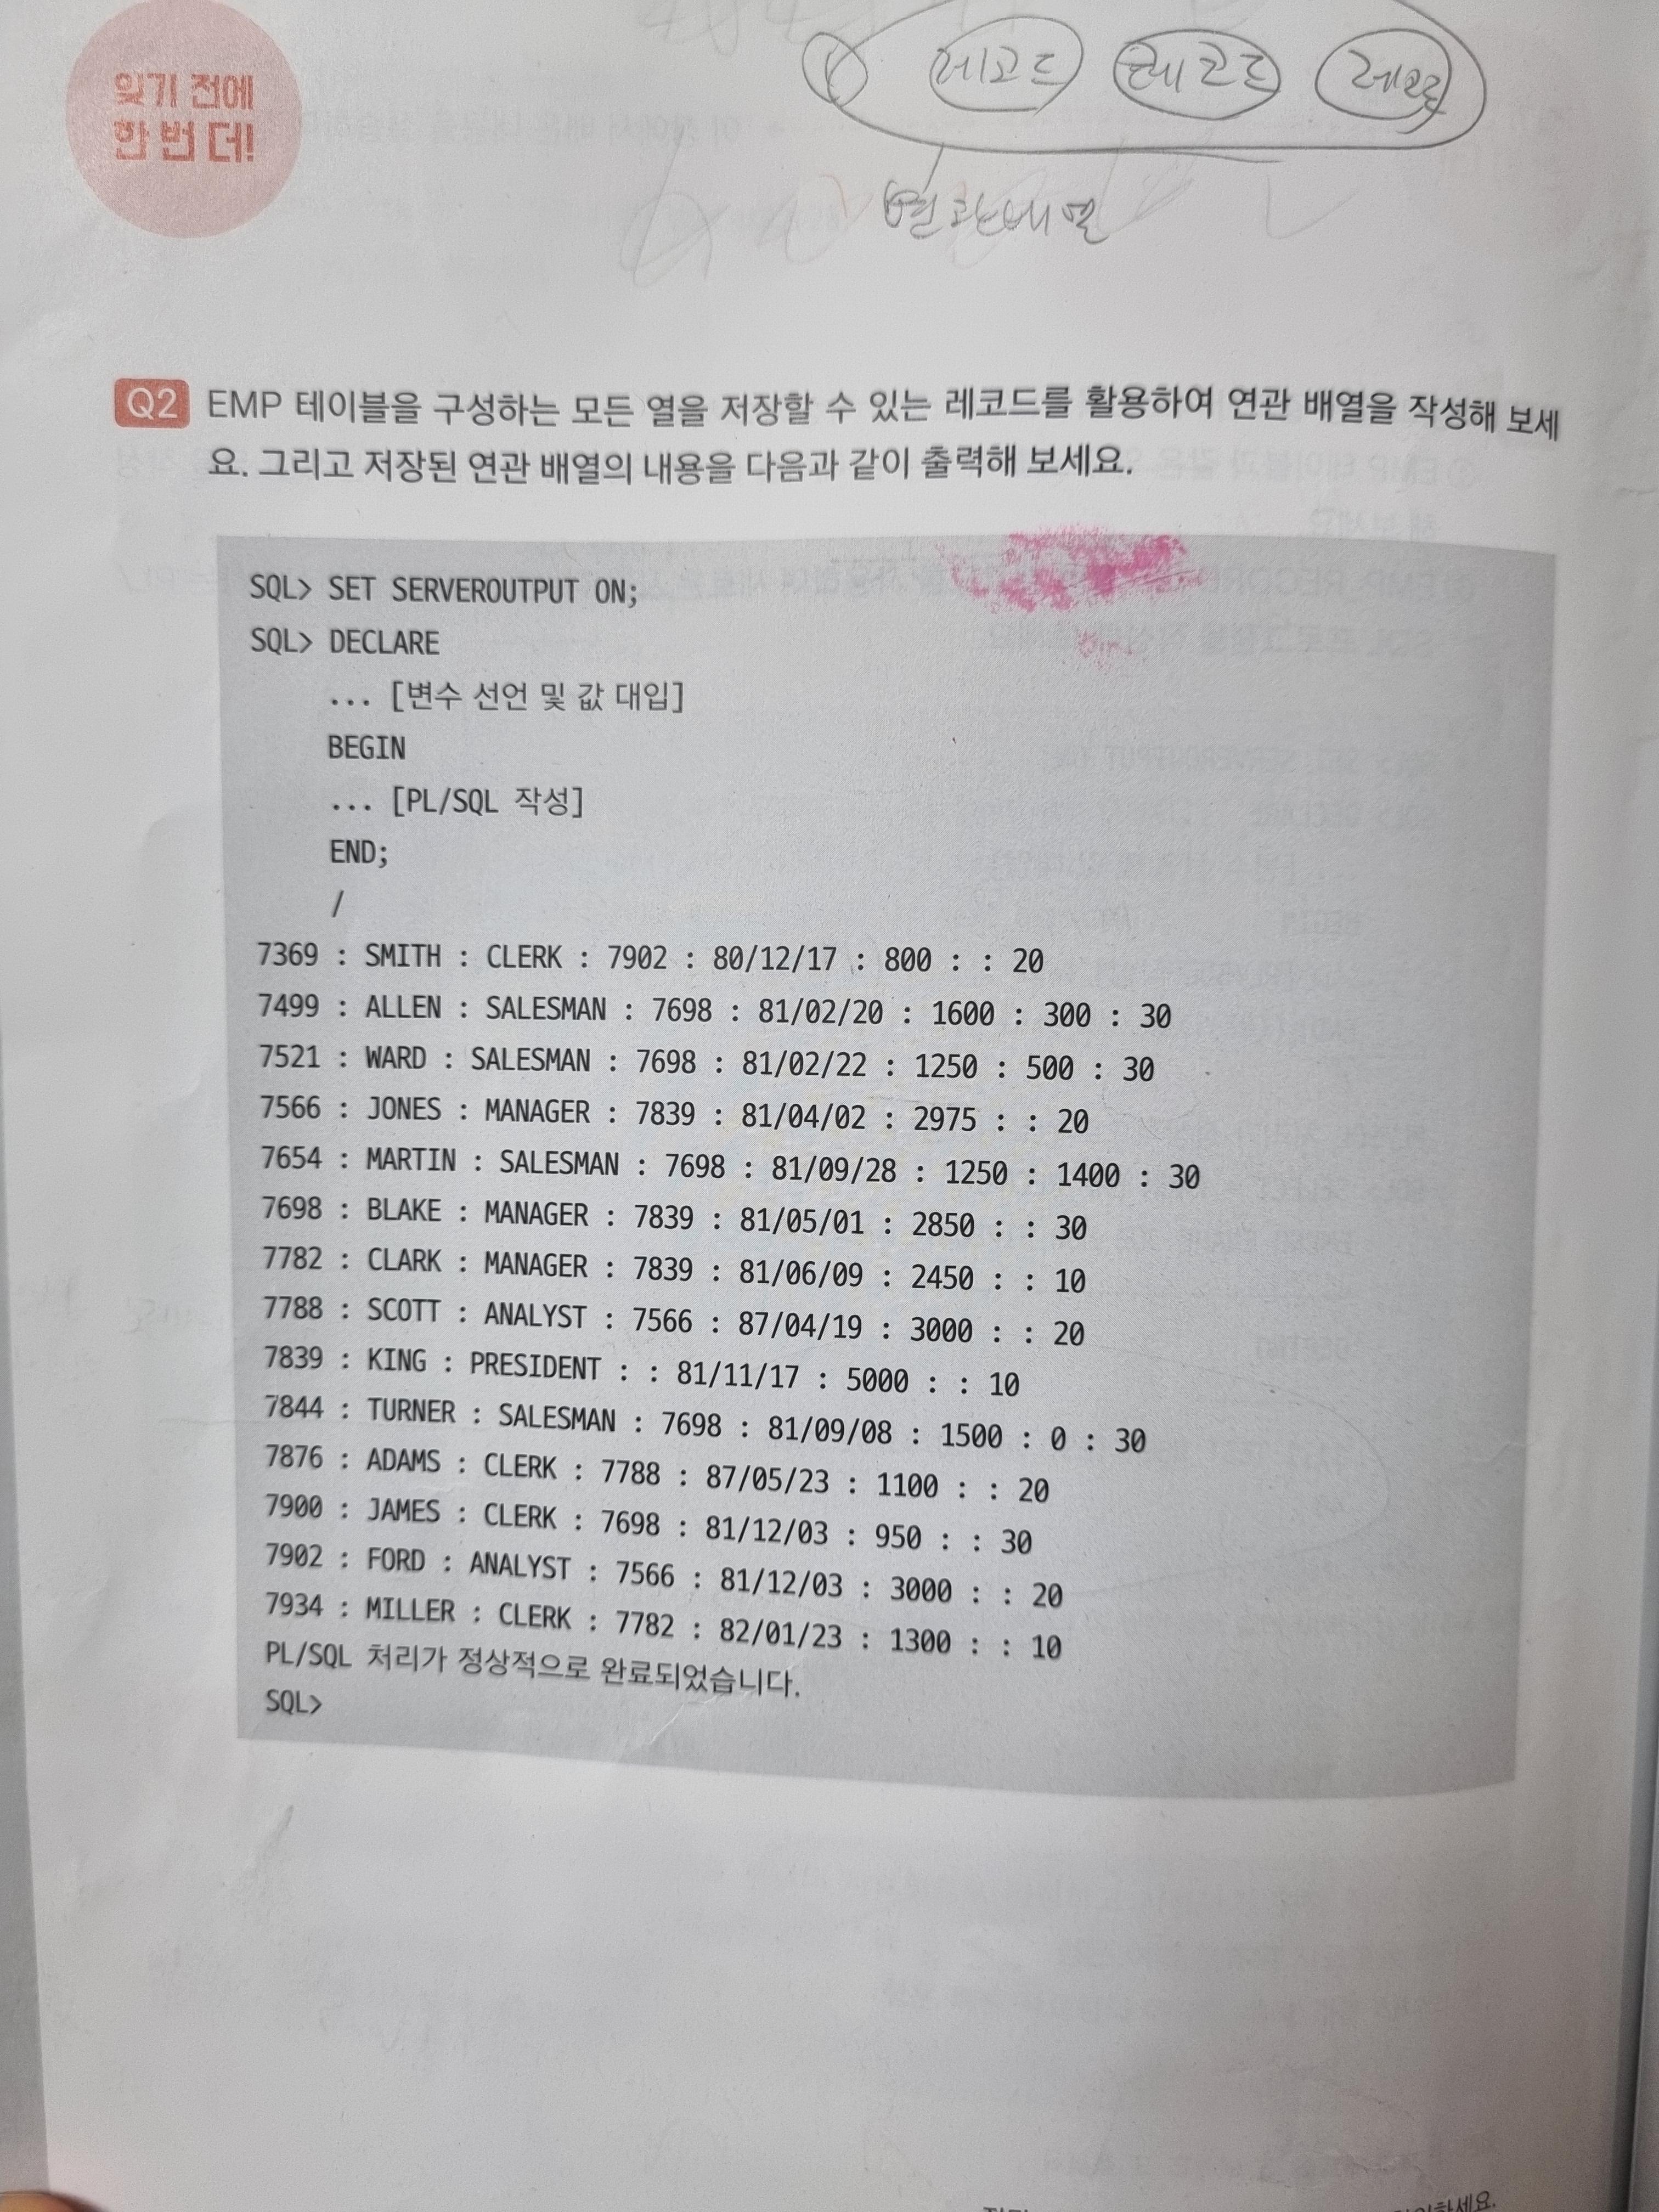 잊기 전에
한 번 더!
레코드 레코드 레코드
연관배열
Q2 EMP 테이블을 구성하는 모든 열을 저장할 수 있는 레코드를 활용하여 연관 배열을 작성해 보세
요. 그리고 저장된 연관 배열의 내용을 다음과 같이 출력해 보세요.
SQL> SET SERVEROUTPUT ON;
SQL> DECLARE
... [변수 선언 및 값 대입]
BEGIN
... [PL/SQL 작성]
END;
/
7369 : SMITH : CLERK : 7902 : 80/12/17 : 800 : : 20
7499 : ALLEN : SALESMAN : 7698 : 81/02/20 : 1600 : 300 : 30
7521 : WARD : SALESMAN : 7698 : 81/02/22 : 1250 : 500 : 30
7566 : JONES : MANAGER : 7839 : 81/04/02 : 2975 : : 20
7654 : MARTIN : SALESMAN : 7698 : 81/09/28 : 1250 : 1400 : 30
7698 : BLAKE : MANAGER : 7839 : 81/05/01 : 2850 : : 30
7782 : CLARK : MANAGER : 7839 : 81/06/09 : 2450 : : 10
7788 : SCOTT : ANALYST : 7566 : 87/04/19 : 3000 : : 20
7839 : KING : PRESIDENT : : 81/11/17 : 5000 : : 10
7844 : TURNER : SALESMAN : 7698 : 81/09/08 : 1500 : 0 : 30
7876 : ADAMS : CLERK : 7788 : 87/05/23 : 1100 : : 20
7900 : JAMES : CLERK : 7698 : 81/12/03 : 950 : : 30
7902 : FORD : ANALYST : 7566 : 81/12/03 : 3000 : : 20
7934 : MILLER : CLERK : 7782 : 82/01/23 : 1300 : : 10
PL/SQL 처리가 정상적으로 완료되었습니다.
SQL>